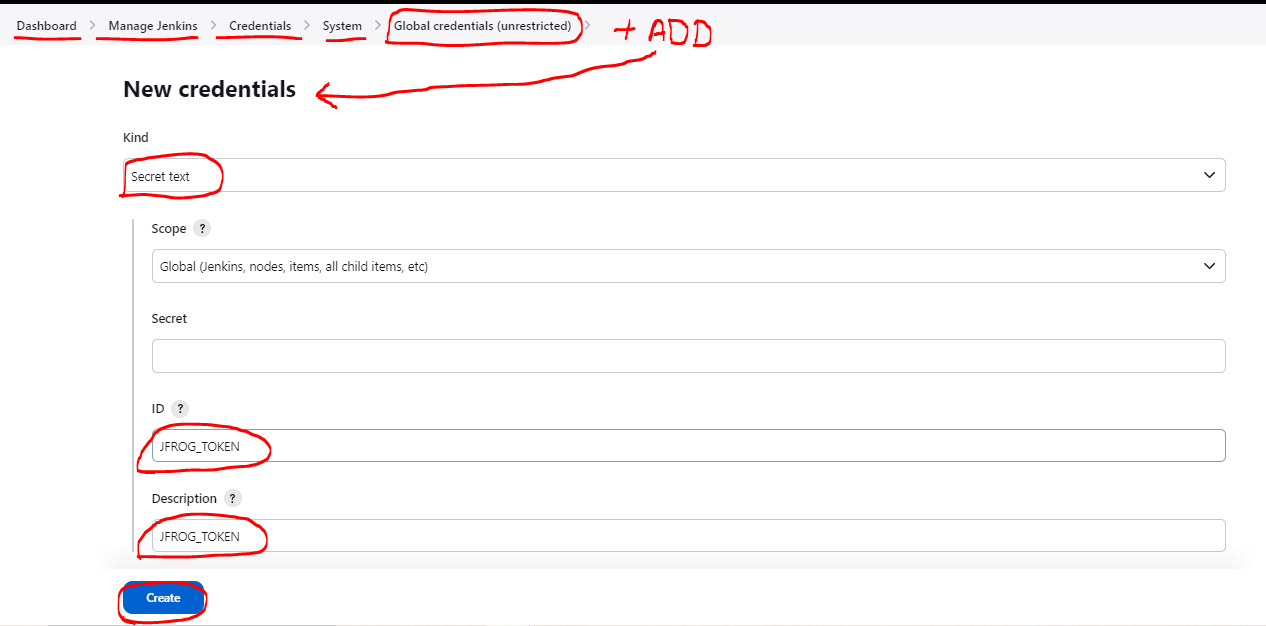 Dashboard > Manage Jenkins > Credentials > System > Global credentials (unrestricted) > + ADD
New credentials
Kind
Secret text
Scope ?
Global (Jenkins, nodes, items, all child items, etc)
Secret
ID ?
JFROG_TOKEN
Description ?
JFROG_TOKEN
Create